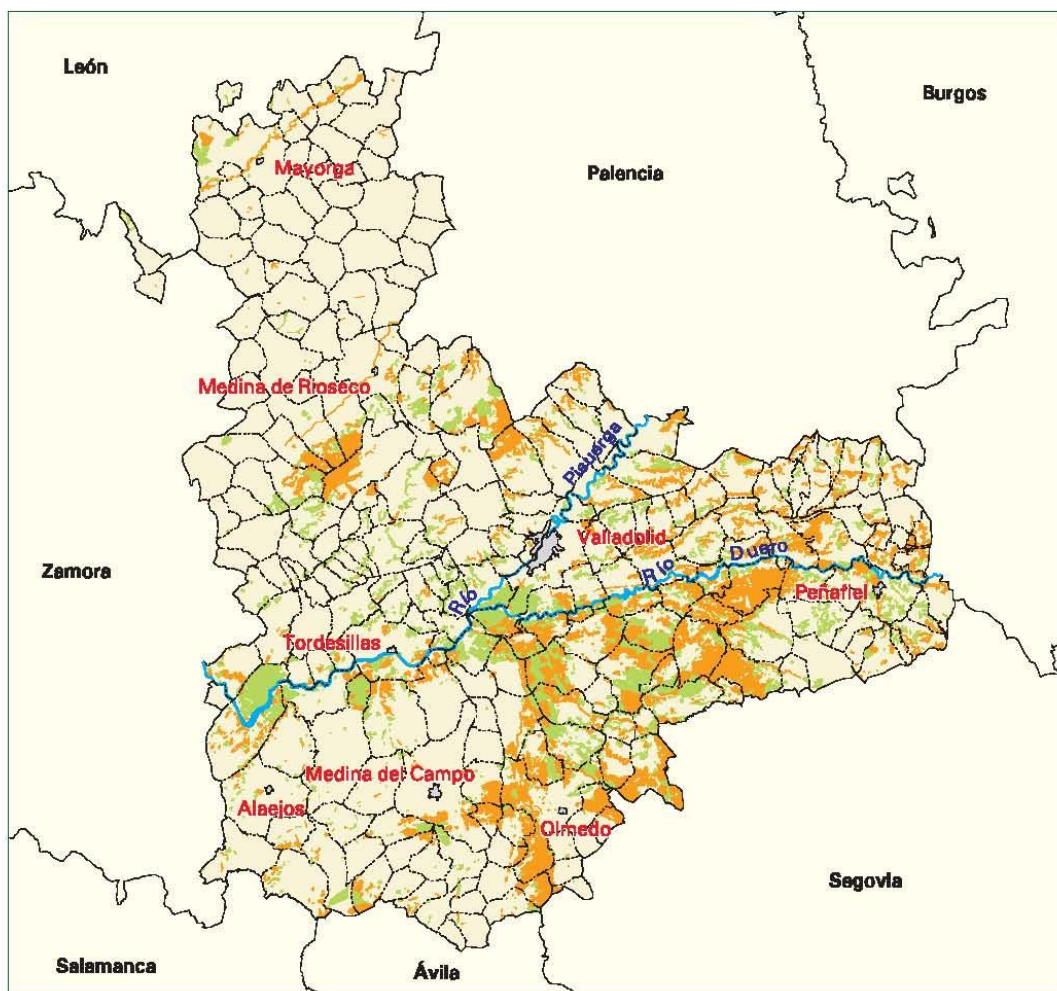 León
Burgos
Mayorga
Palencia
Medina de Rioseco
Pisuerga
Valladolid
Duero
Zamora
Río
Río
Peñafiel
Tordesillas
Medina del Campo
Alaejos
Olmedo
Segovia
Salamanca
Ávila